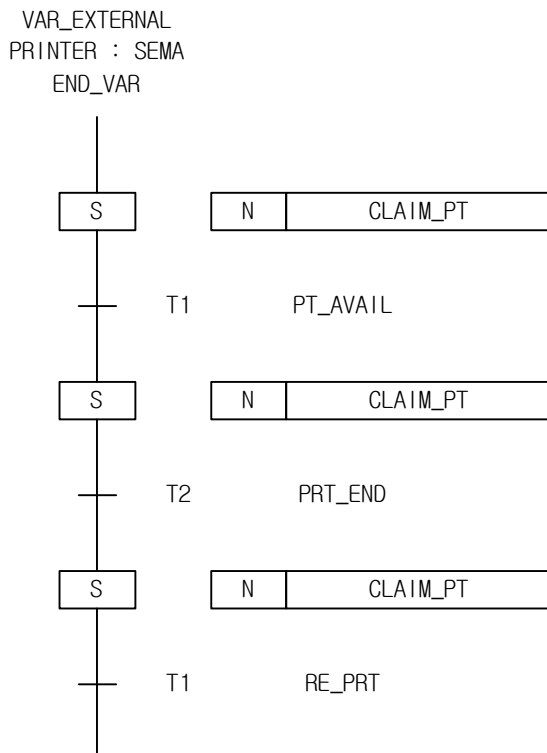 VAR_EXTERNAL
PRINTER : SEMA
END_VAR
S N CLAIM_PT
T1 PT_AVAIL
S N CLAIM_PT
T2 PRT_END
S N CLAIM_PT
T1 RE_PRT